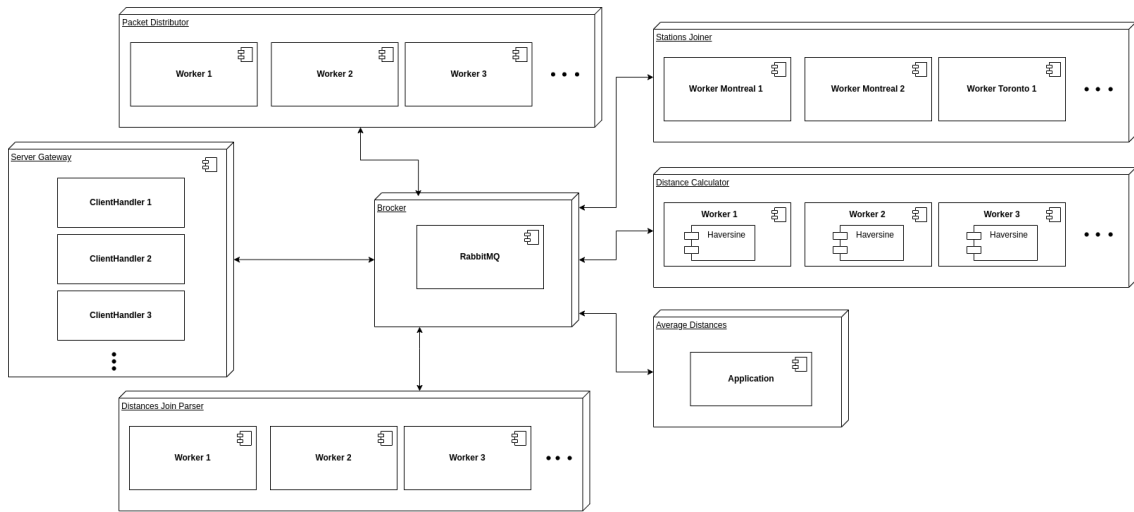 Packet Distributor
Worker 1
Worker 2
Worker 3
Stations Joiner
Worker Montreal 1
Worker Montreal 2
Worker Toronto 1
Server Gateway
ClientHandler 1
ClientHandler 2
ClientHandler 3
Brocker
RabbitMQ
Distance Calculator
Worker 1
Haversine
Worker 2
Haversine
Worker 3
Haversine
Average Distances
Application
Distances Join Parser
Worker 1
Worker 2
Worker 3